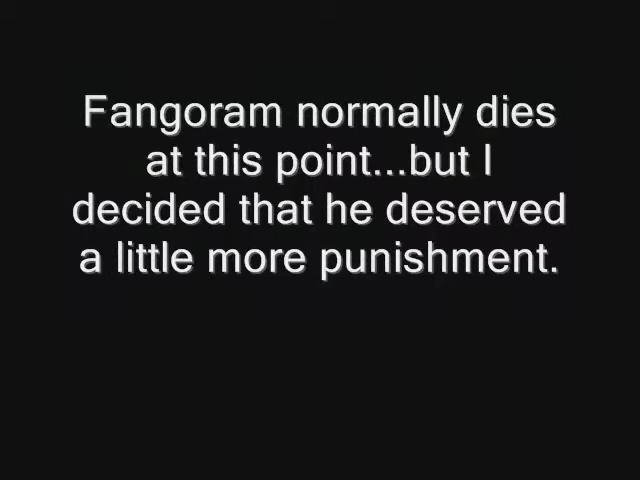 Fangoram normally dies
at this point...but I
decided that he deserved
a little more punishment.